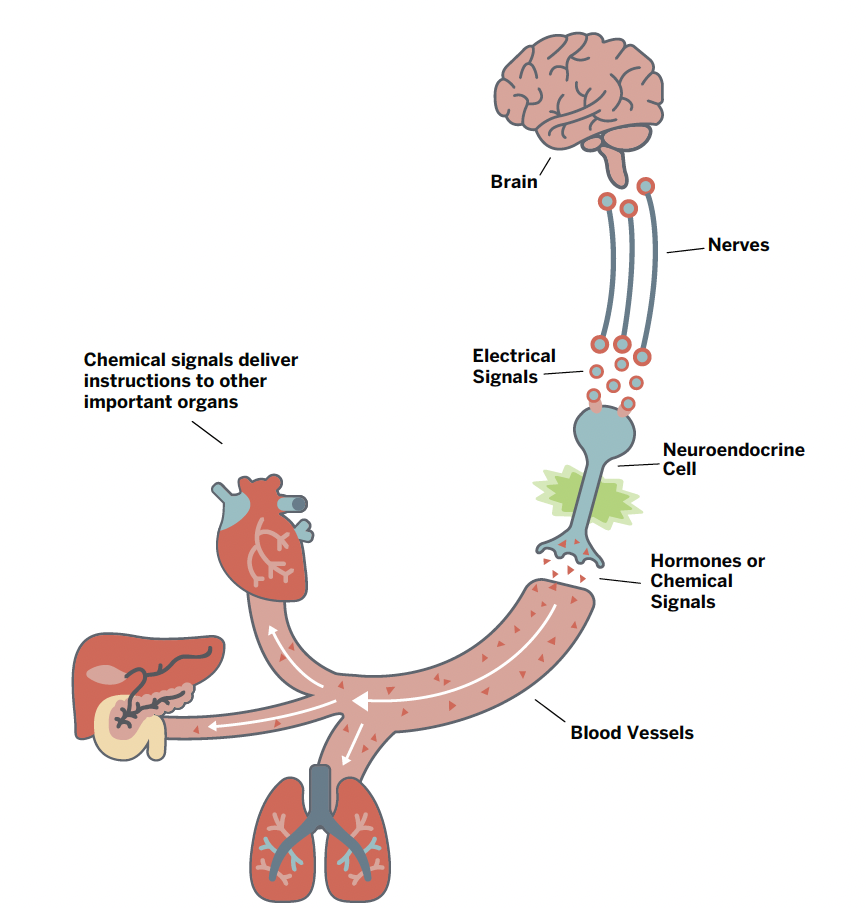 Brain
Nerves
Electrical
Signals
Chemical signals deliver
instructions to other
important organs
Neuroendocrine
Cell
Hormones or
Chemical
Signals
Blood Vessels